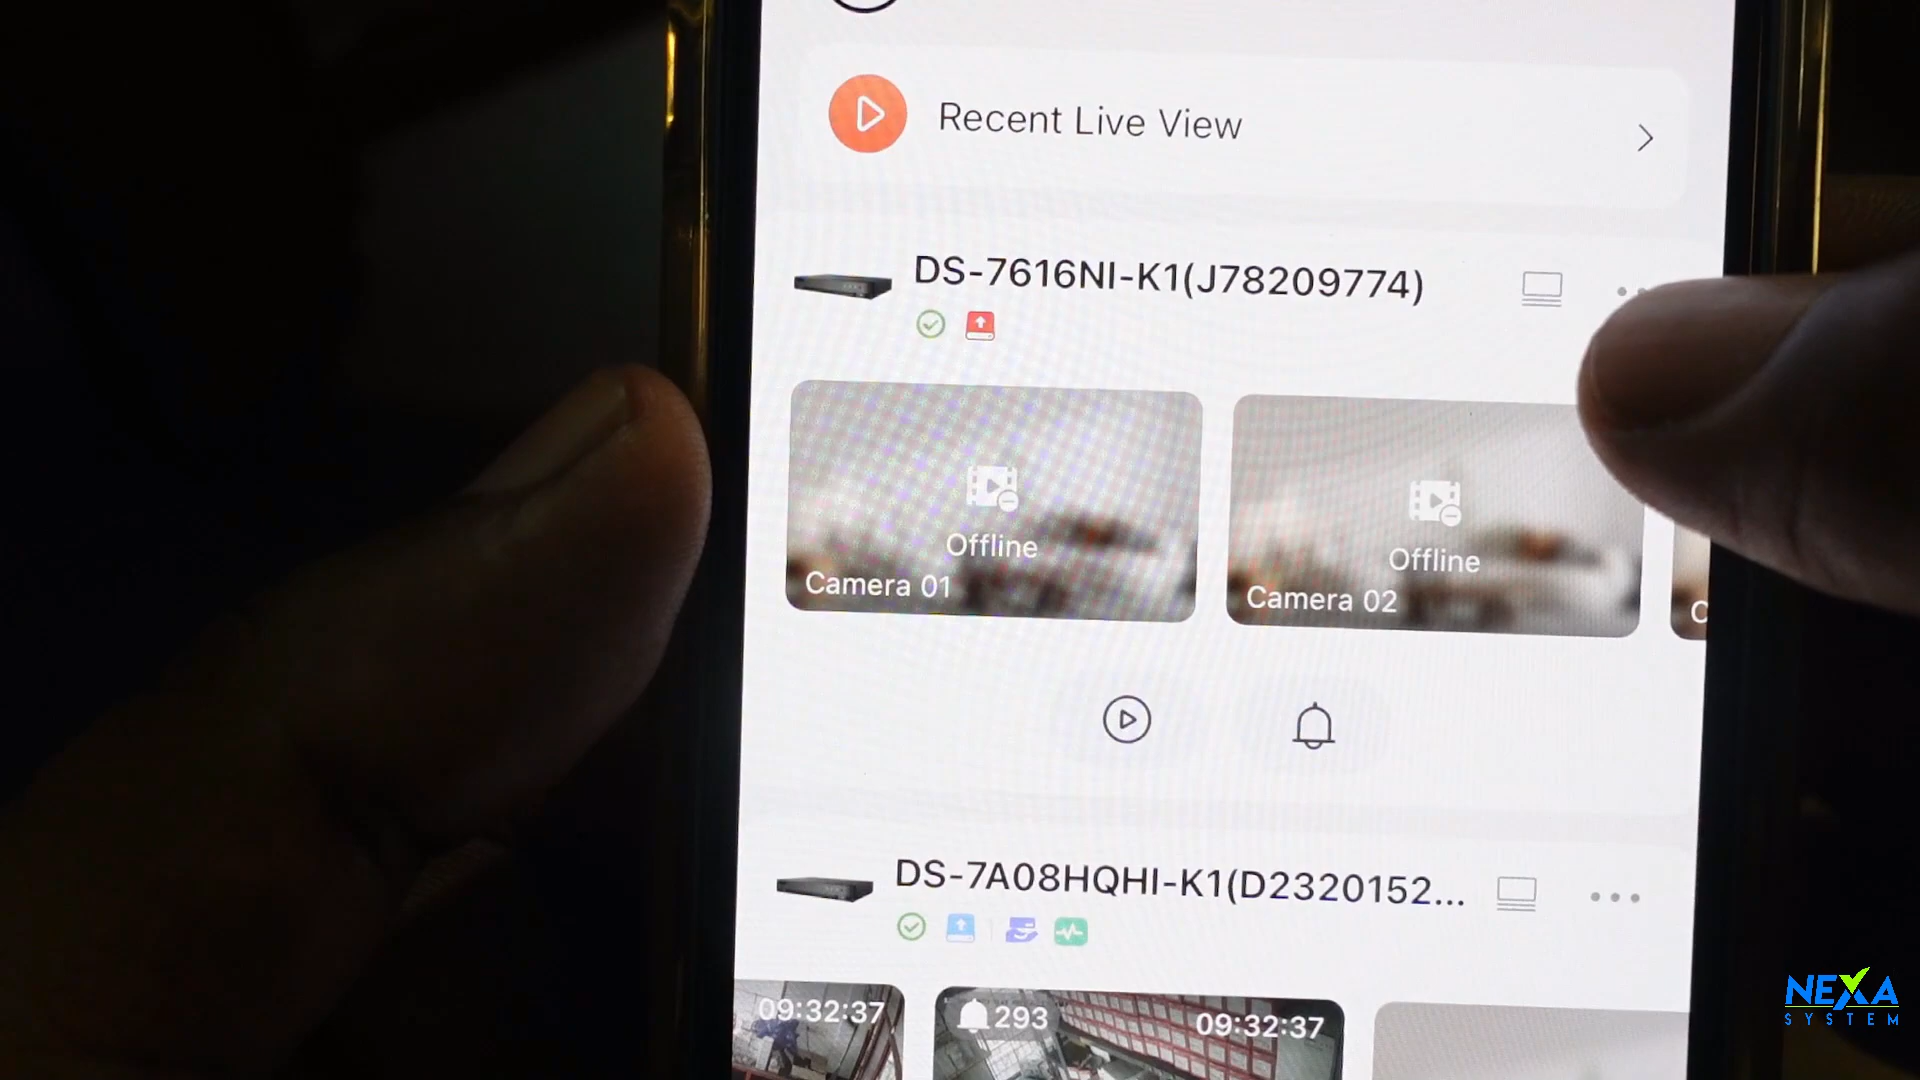 Recent Live View
DS-7616NI-K1(J78209774)
Offline
Camera 01
Offline
Camera 02
C
DS-7A08HQHI-K1(D2320152...
09:32:37
293
09:32:37
NEXA
SYSTEM